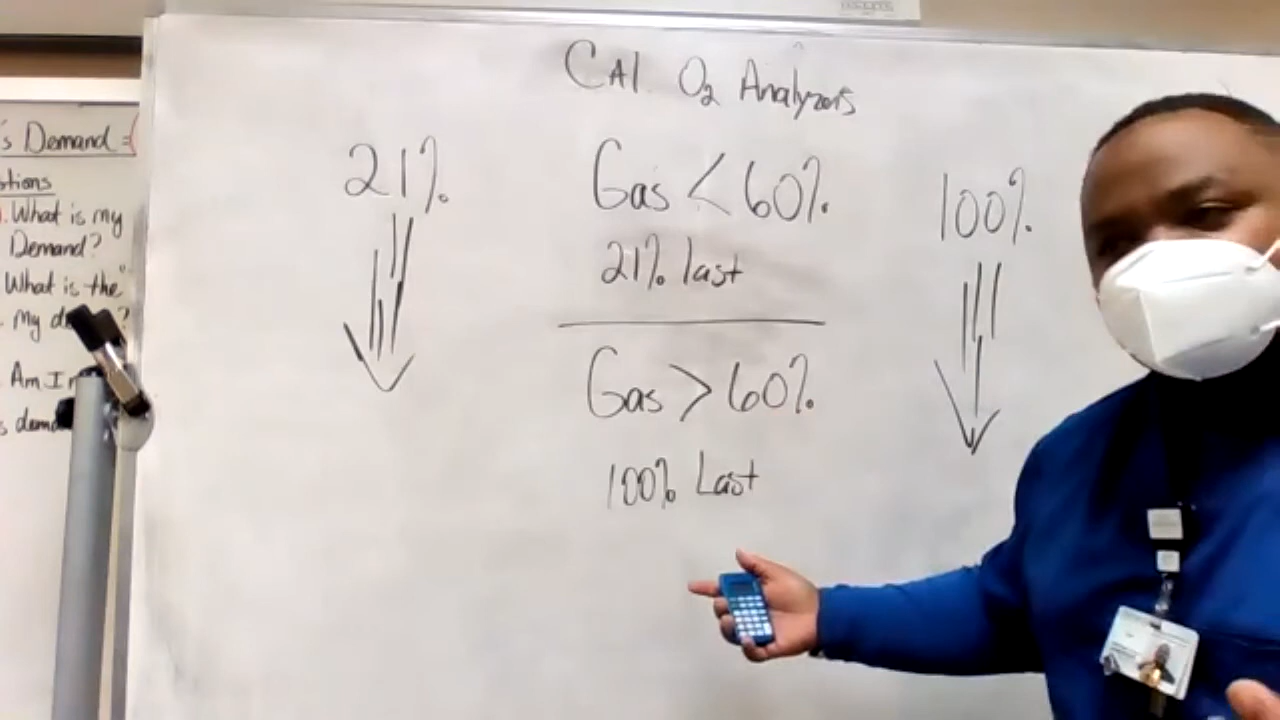 Cal O2 Analyzers
21%
Gas < 60%
21% last
100%
Gas > 60%
100% Last
's Demand =
stions
. What is my
Demand?
What is the
my
?
Am I